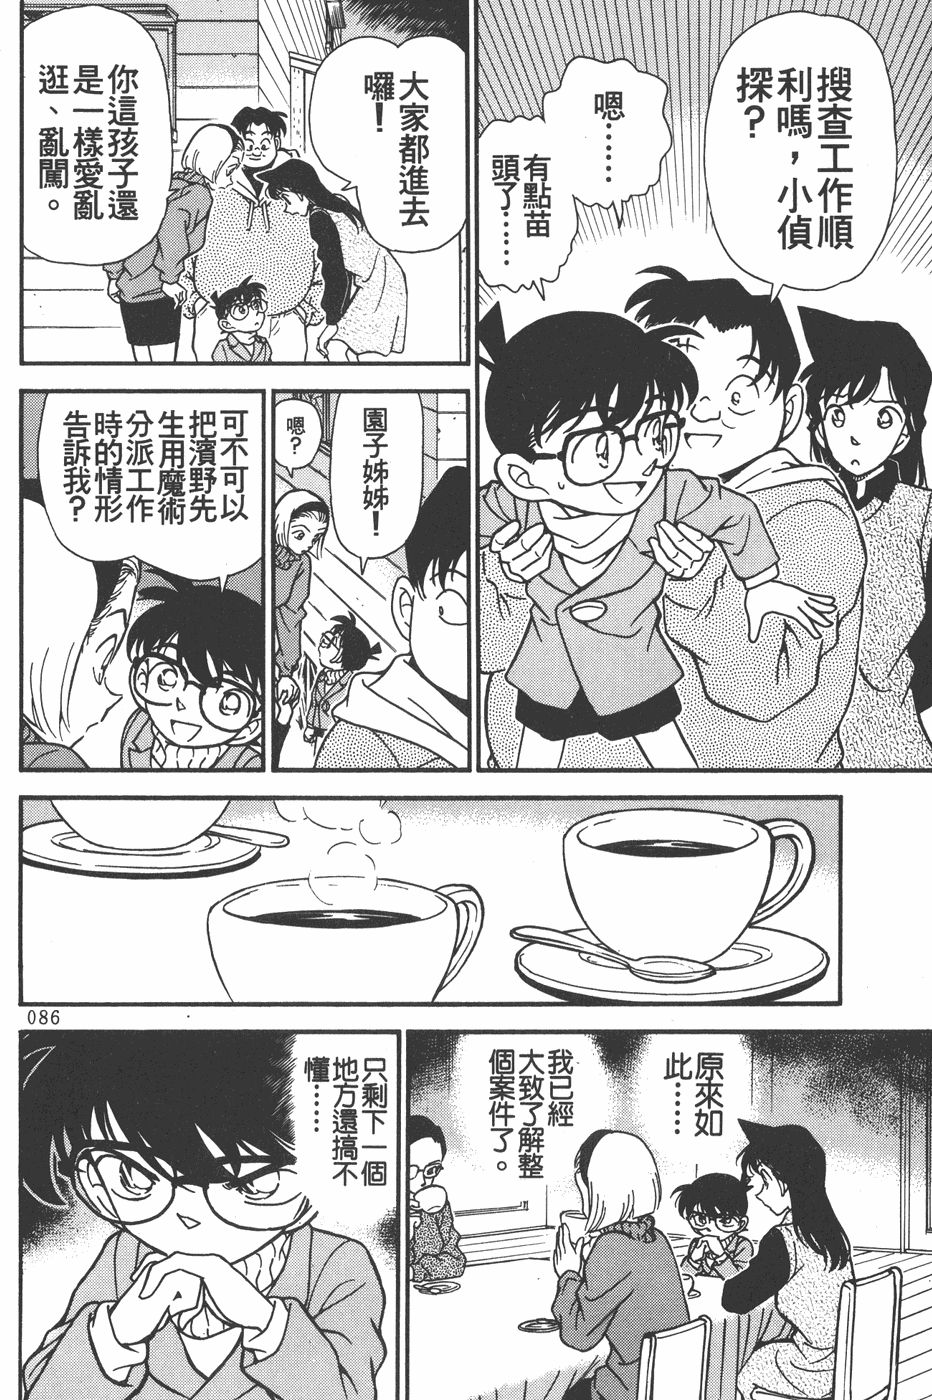 搜查工作順
利嗎，小偵
探？
嗯……
有點苗
頭了……
大家都進去
囉！
你這孩子還
是一樣愛亂
逛、亂闖。
園子姊姊！
嗯？
可不可以
把濱野先
生用魔術
分派工作
時的情形
告訴我？
086
原來如
此……
我已經
大致了解整
個案件了。
只剩下一個
地方還搞不
懂……